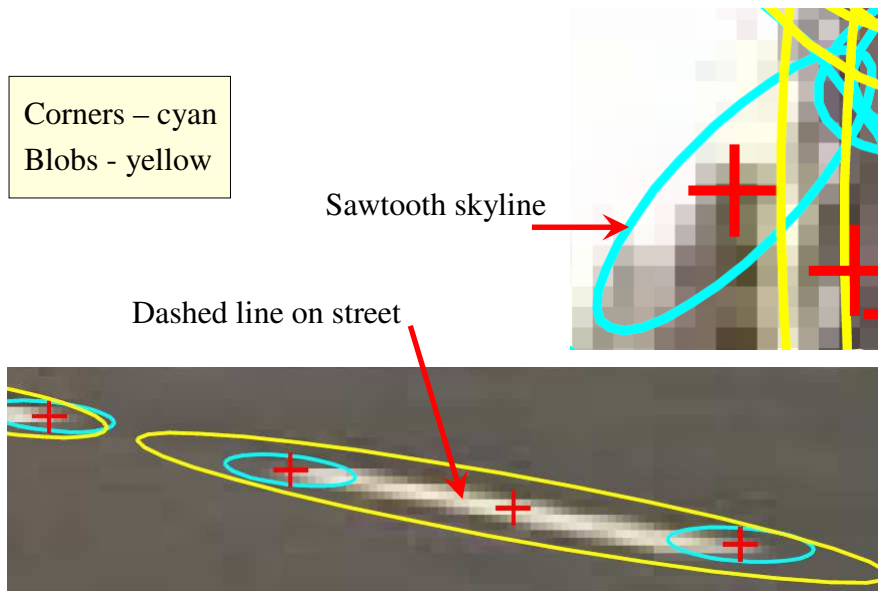 Corners – cyan
Blobs - yellow
Sawtooth skyline
Dashed line on street